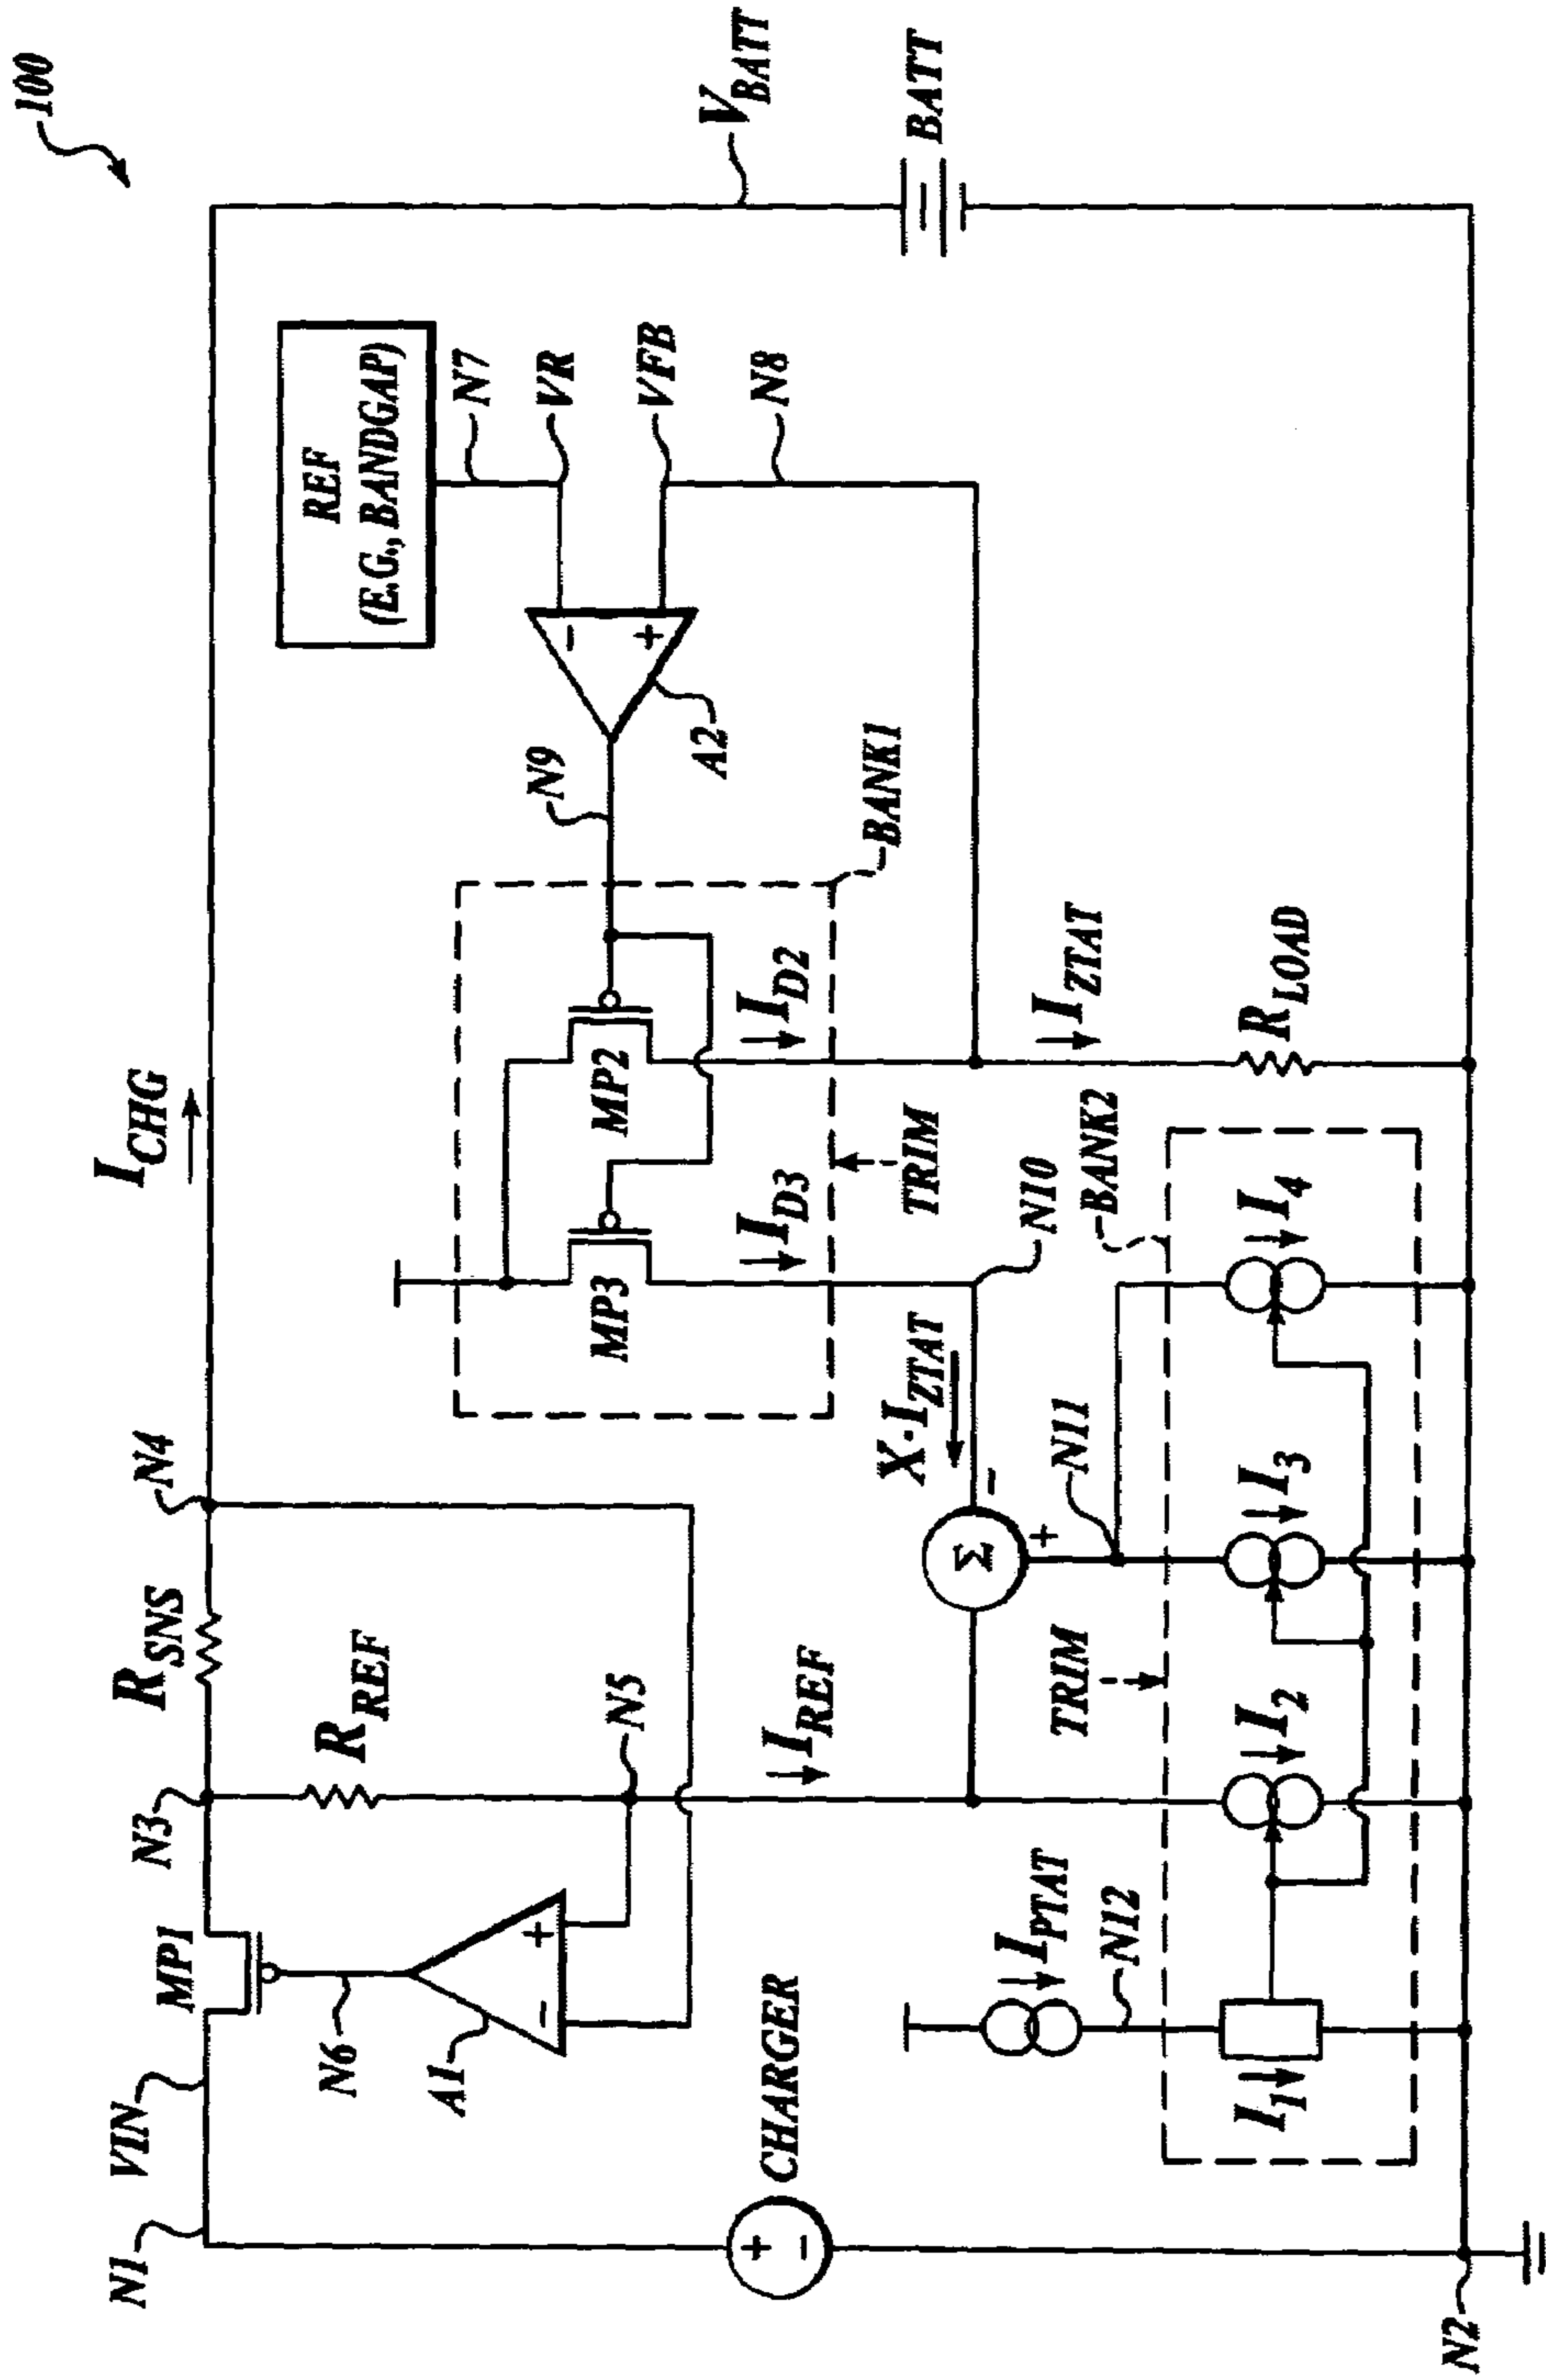 100
I_CHG
N1
VIN
MP1
N3
R_SNS
N4
V_BATT
BATT
N6
A1
+
−
R_REF
N5
I_REF
REF
(E.G., BANDGAP)
N7
VR
VFB
N8
−
+
A2
N9
BANK1
MP3
MP2
I_D3
I_D2
TRIM
N10
X·I_ZTAT
I_ZTAT
R_LOAD
CHARGER
+
−
I_PTAT
N12
Σ
−
+
N11
TRIM
BANK2
I_1
I_2
I_3
I_4
N2